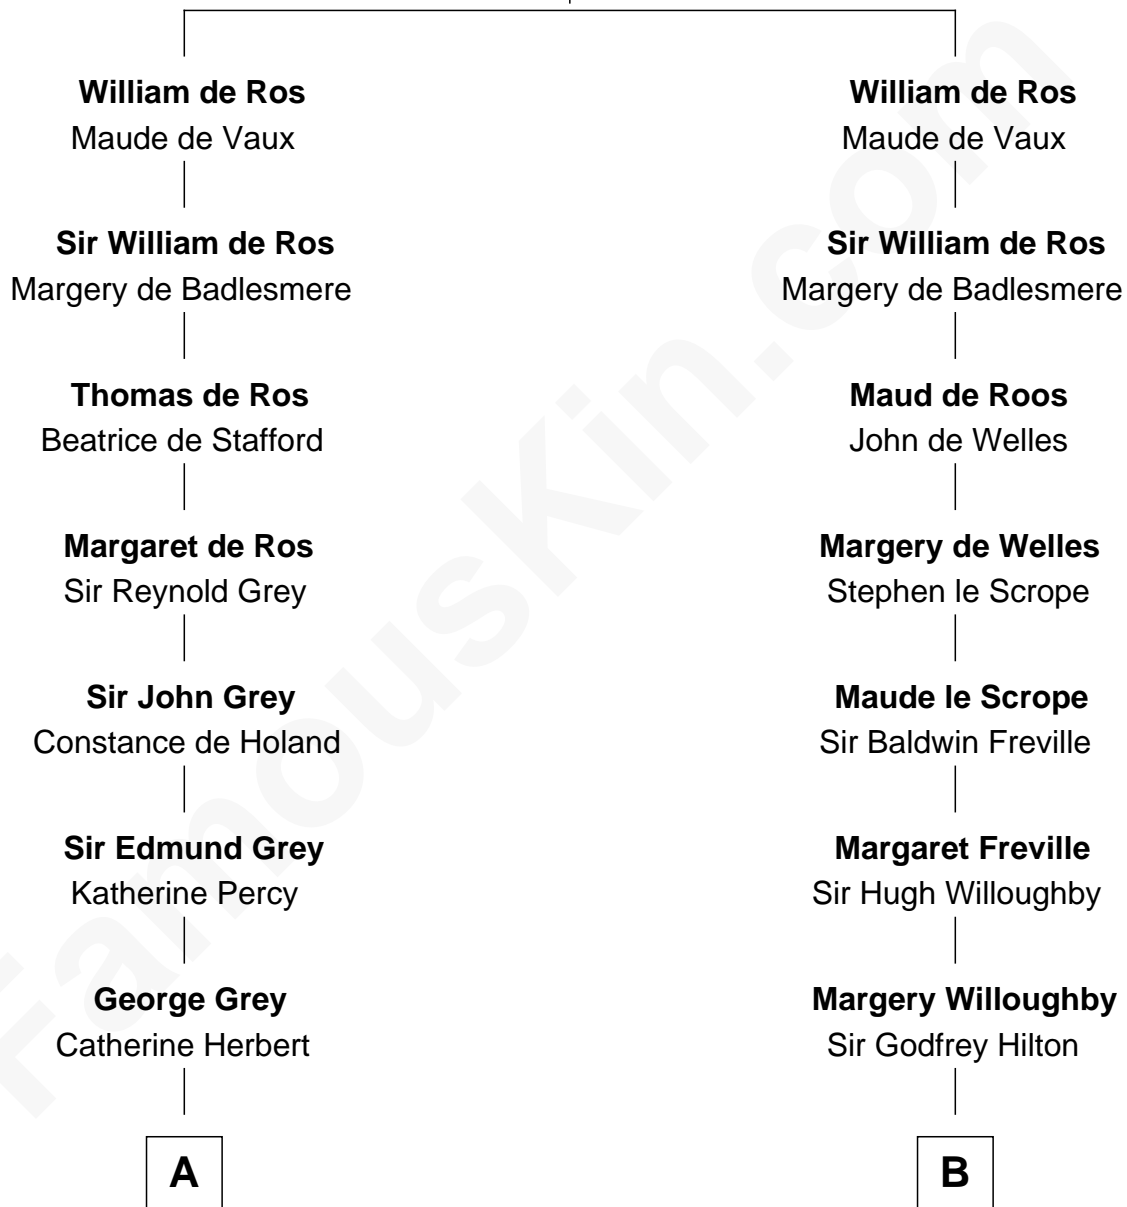 William de Ros
Maude de Vaux
Sir William de Ros
Margery de Badlesmere
Thomas de Ros
Beatrice de Stafford
Margaret de Ros
Sir Reynold Grey
Sir John Grey
Constance de Holand
Sir Edmund Grey
Katherine Percy
George Grey
Catherine Herbert
A
William de Ros
Maude de Vaux
Sir William de Ros
Margery de Badlesmere
Maud de Roos
John de Welles
Margery de Welles
Stephen le Scrope
Maude le Scrope
Sir Baldwin Freville
Margaret Freville
Sir Hugh Willoughby
Margery Willoughby
Sir Godfrey Hilton
B
FamousKin.com